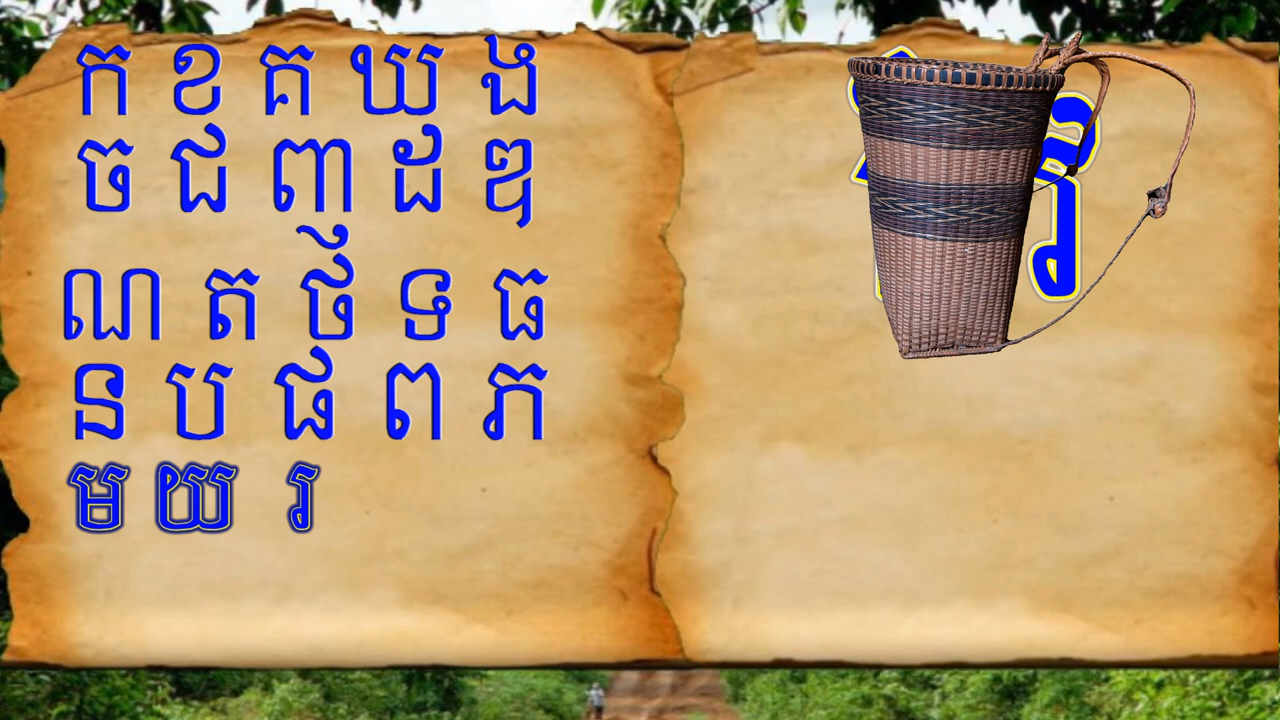 ក ខ គ ឃ ង
ច ជ ញ ដ ឌ
ណ ត ថ ទ ធ
ន ប ផ ព ភ
ម យ រ